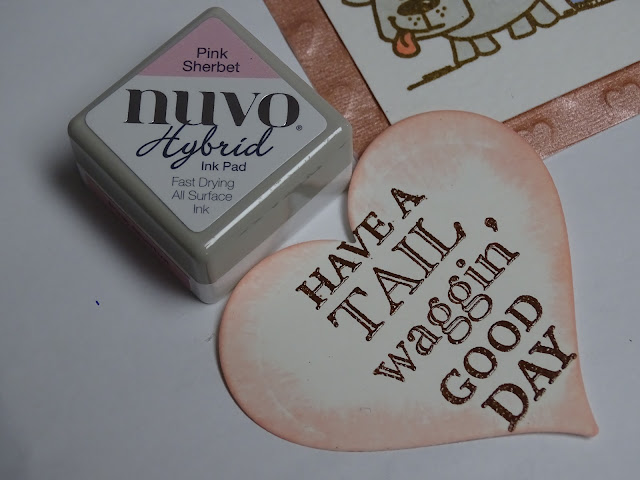 Pink
Sherbet
nuvo®
Hybrid
Ink Pad
Fast Drying
All Surface
Ink
HAVE A
TAIL
waggin'
GOOD
DAY